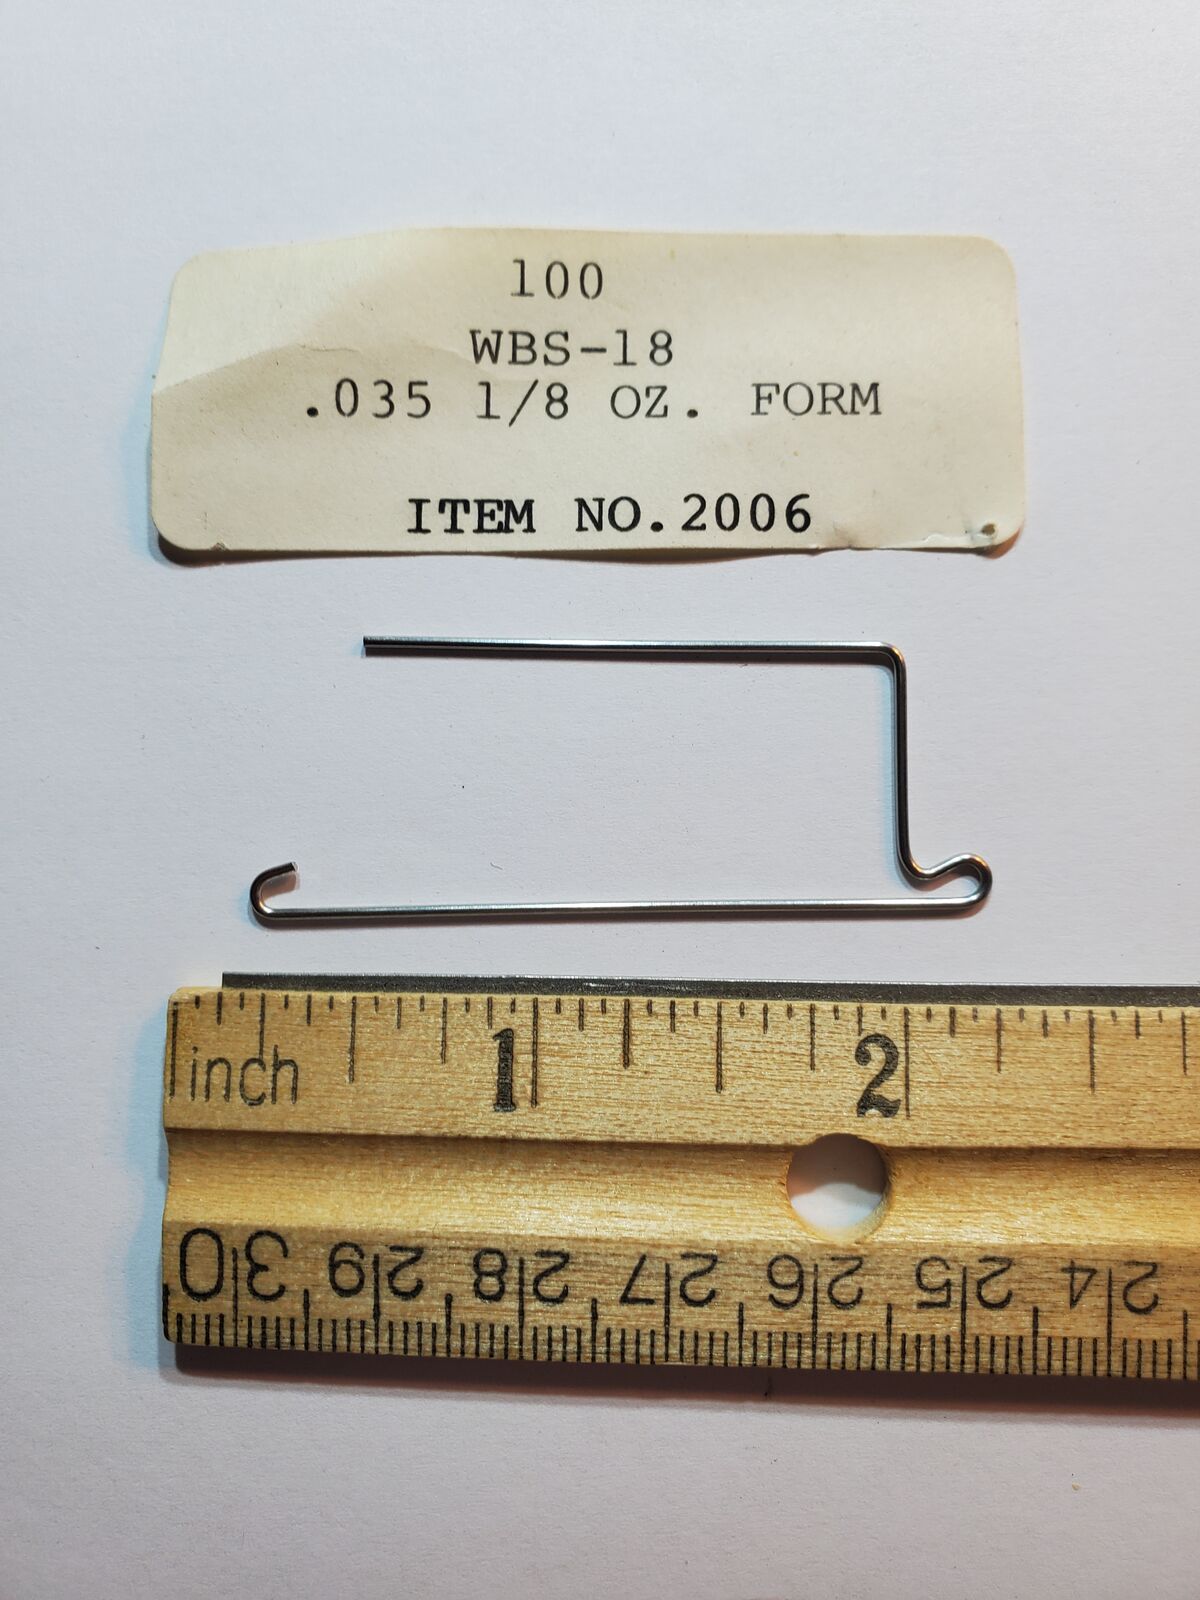 100
WBS-18
.035 1/8 OZ. FORM
ITEM NO.2006
inch 1 2
30 29 28 27 26 25 24